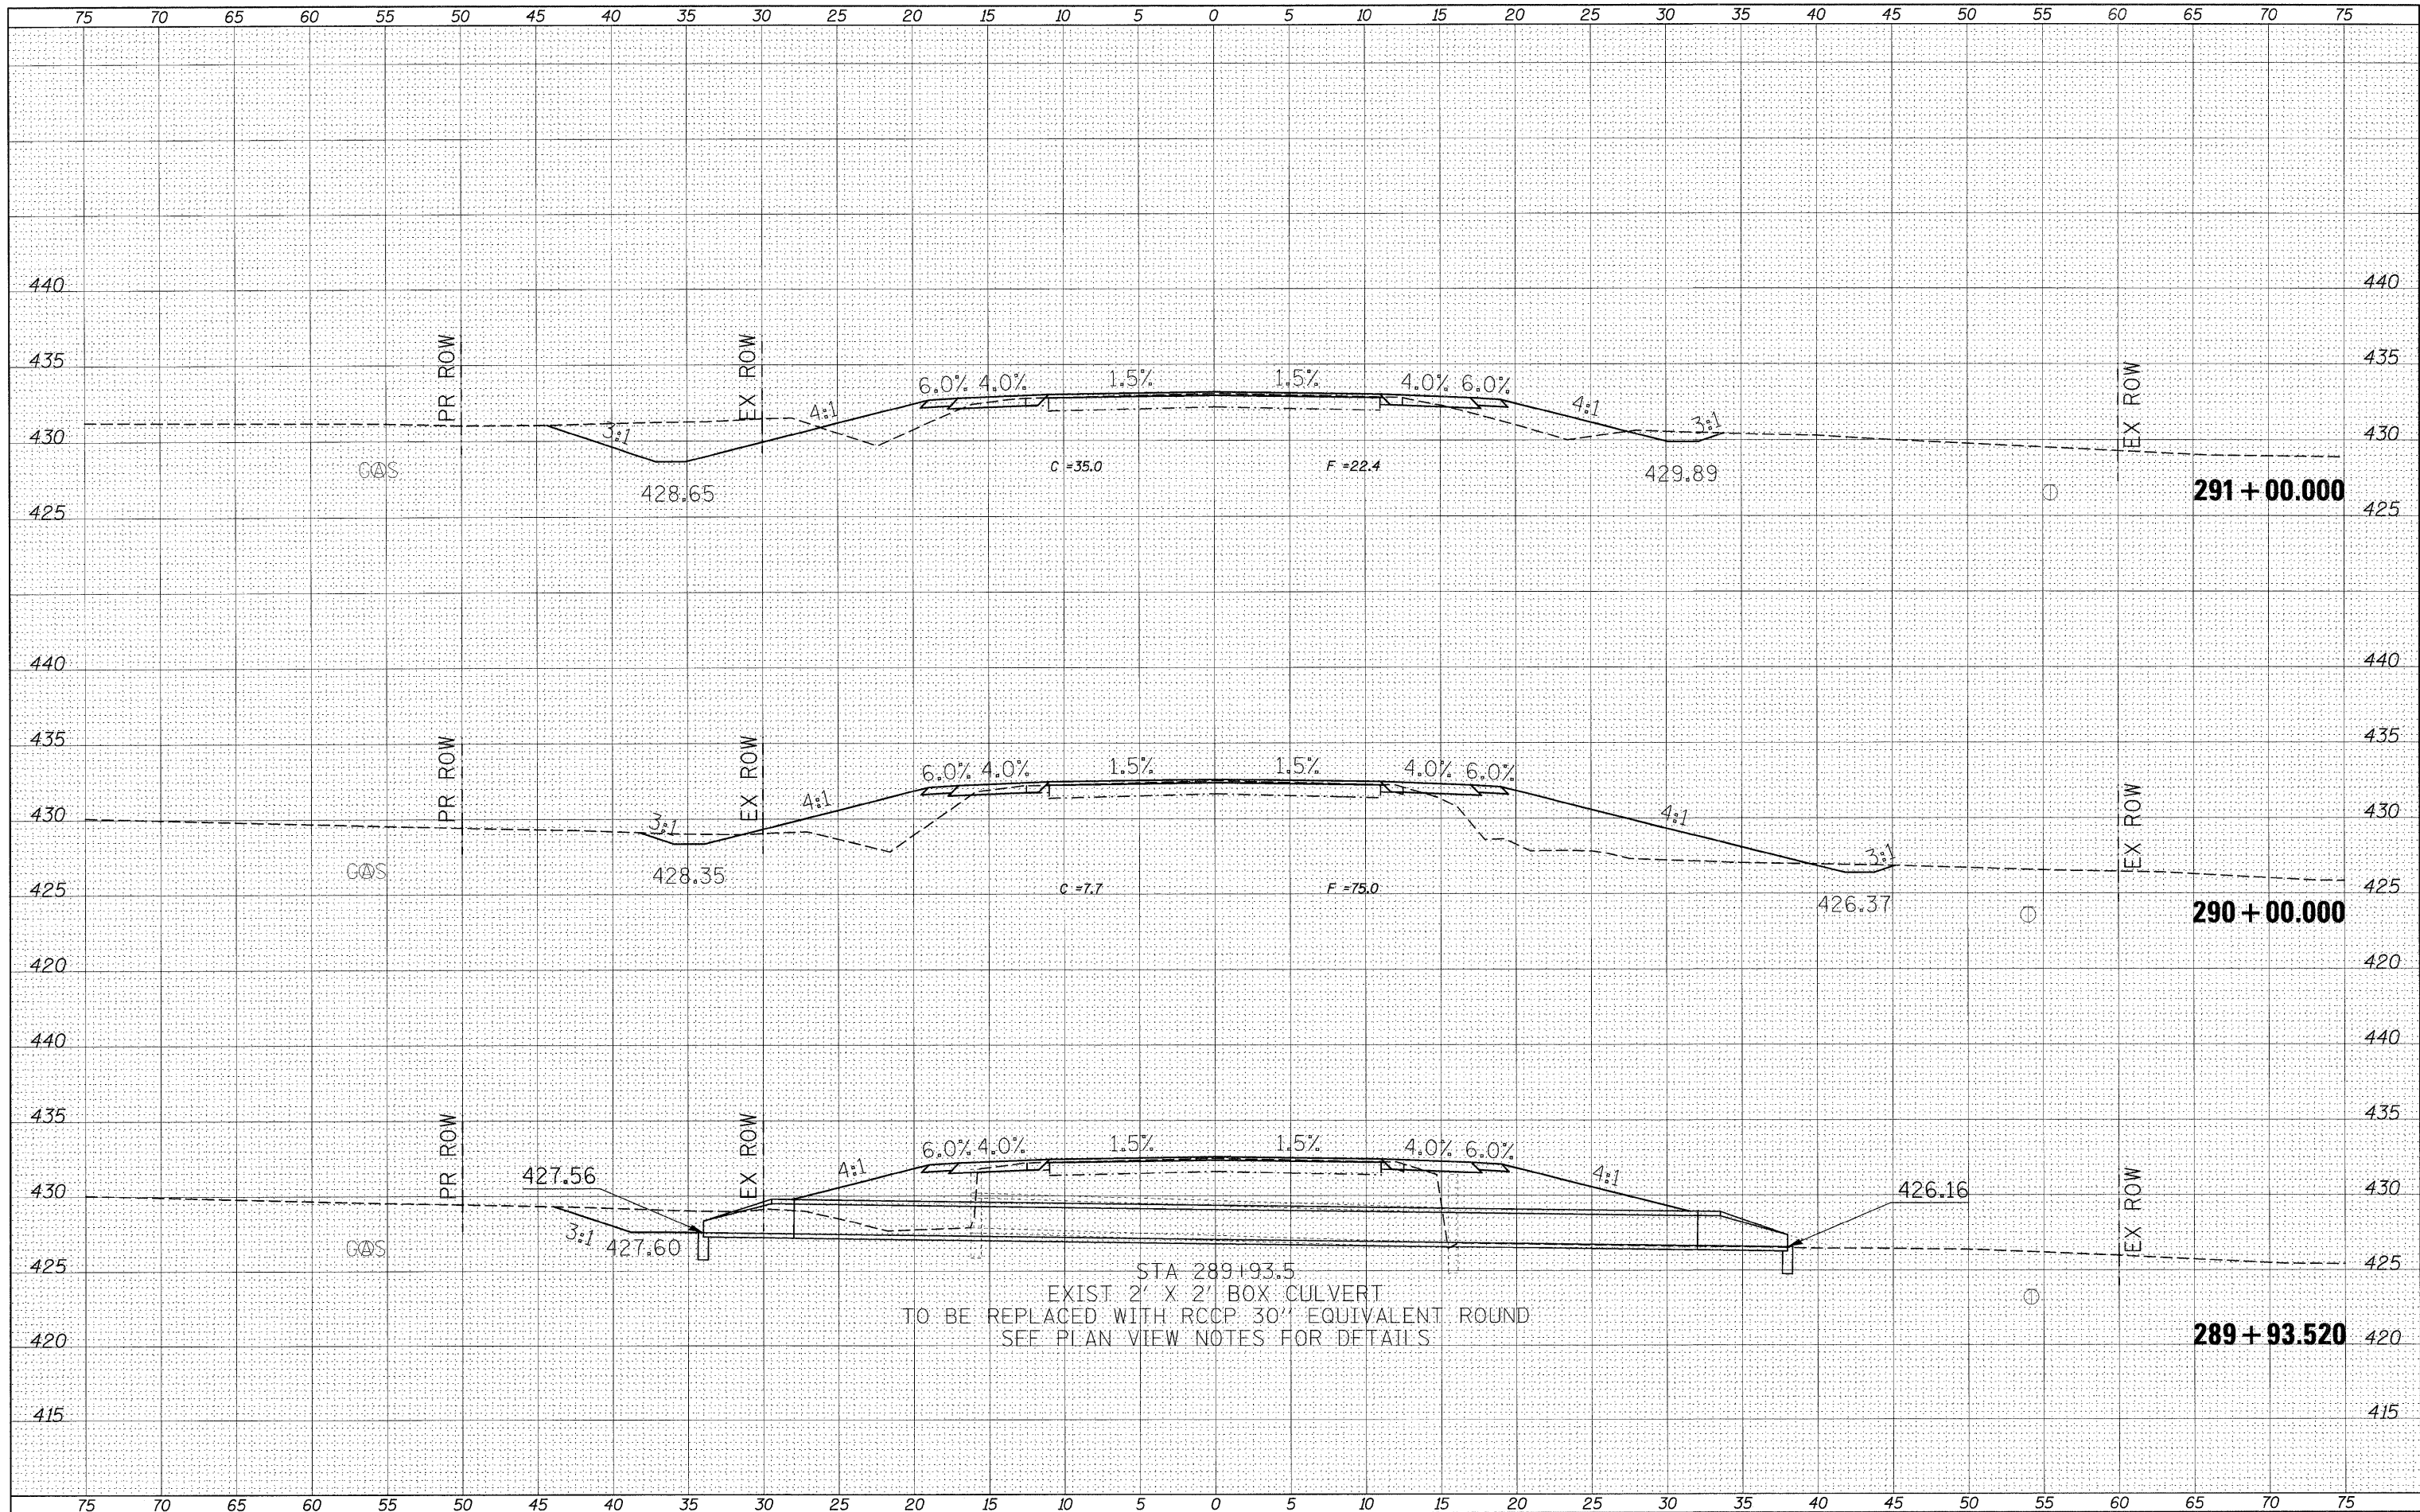 75 70 65 60 55 50 45 40 35 30 25 20 15 10 5 0 5 10 15 20 25 30 35 40 45 50 55 60 65 70 75
440 440
435 PR ROW EX ROW 6.0% 4.0% 1.5% 1.5% 4.0% 6.0% EX ROW 435
430 3:1 4:1 4:1 3:1 430
GAS 428.65 C =35.0 F =22.4 429.89
425 291+00.000 425
440 440
435 PR ROW EX ROW 6.0% 4.0% 1.5% 1.5% 4.0% 6.0% EX ROW 435
430 3:1 4:1 4:1 3:1 430
GAS 428.35 C =7.7 F =75.0 426.37
425 425
290+00.000
420 420
440 440
435 PR ROW EX ROW 6.0% 4.0% 1.5% 1.5% 4.0% 6.0% EX ROW 435
427.56 4:1 4:1 426.16
430 430
GAS 3:1 427.60
425 425
STA 289+93.5
EXIST 2' X 2' BOX CULVERT
TO BE REPLACED WITH RCCP 30" EQUIVALENT ROUND
SEE PLAN VIEW NOTES FOR DETAILS
420 289+93.520 420
415 415
75 70 65 60 55 50 45 40 35 30 25 20 15 10 5 0 5 10 15 20 25 30 35 40 45 50 55 60 65 70 75